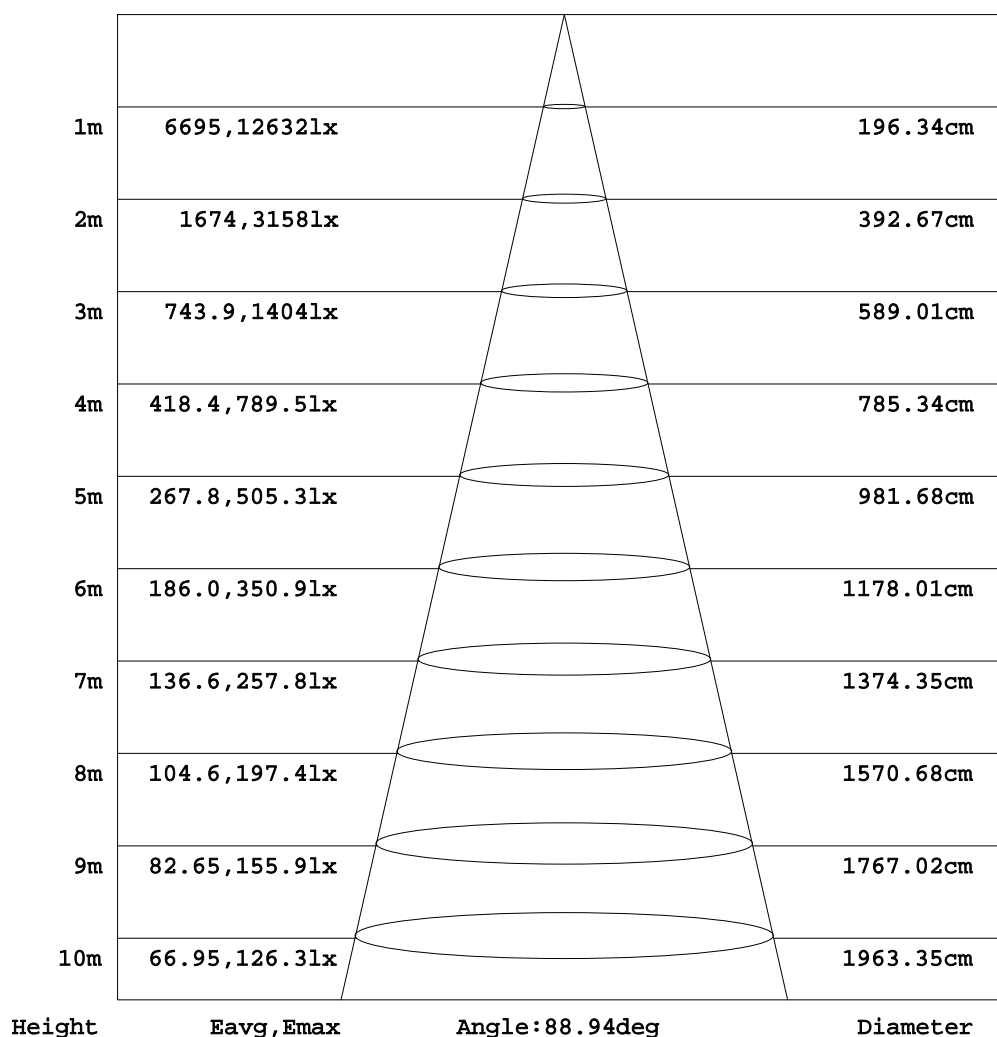 1m 6695,12632lx 196.34cm
2m 1674,3158lx 392.67cm
3m 743.9,1404lx 589.01cm
4m 418.4,789.5lx 785.34cm
5m 267.8,505.3lx 981.68cm
6m 186.0,350.9lx 1178.01cm
7m 136.6,257.8lx 1374.35cm
8m 104.6,197.4lx 1570.68cm
9m 82.65,155.9lx 1767.02cm
10m 66.95,126.3lx 1963.35cm
Height Eavg,Emax Angle:88.94deg Diameter